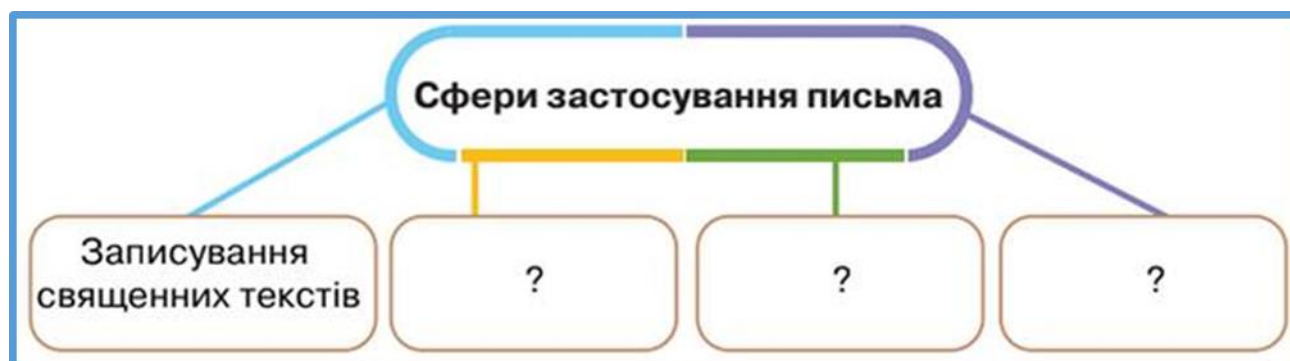 Сфери застосування письма
Записування
священних текстів
?
?
?